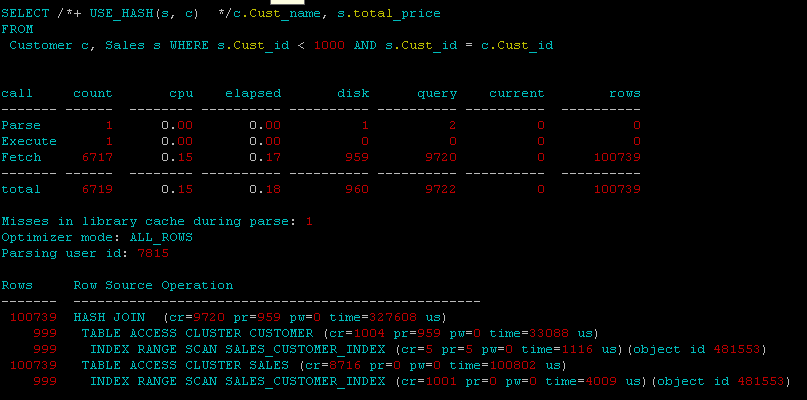 SELECT /*+ USE_HASH(s, c)  */c.Cust_name, s.total_price
FROM
 Customer c, Sales s WHERE s.Cust_id < 1000 AND s.Cust_id = c.Cust_id
call     count       cpu    elapsed       disk      query    current        rows
------- ------  -------- ---------- ---------- ---------- ----------  ----------
Parse        1      0.00       0.00          1          2          0           0
Execute      1      0.00       0.00          0          0          0           0
Fetch     6717      0.15       0.17        959       9720          0      100739
------- ------  -------- ---------- ---------- ---------- ----------  ----------
total     6719      0.15       0.18        960       9722          0      100739
Misses in library cache during parse: 1
Optimizer mode: ALL_ROWS
Parsing user id: 7815
Rows     Row Source Operation
-------  ---------------------------------------------------
 100739  HASH JOIN  (cr=9720 pr=959 pw=0 time=327608 us)
    999   TABLE ACCESS CLUSTER CUSTOMER (cr=1004 pr=959 pw=0 time=33088 us)
    999    INDEX RANGE SCAN SALES_CUSTOMER_INDEX (cr=5 pr=5 pw=0 time=1116 us)(object id 481553)
 100739   TABLE ACCESS CLUSTER SALES (cr=8716 pr=0 pw=0 time=100802 us)
    999    INDEX RANGE SCAN SALES_CUSTOMER_INDEX (cr=1001 pr=0 pw=0 time=4009 us)(object id 481553)